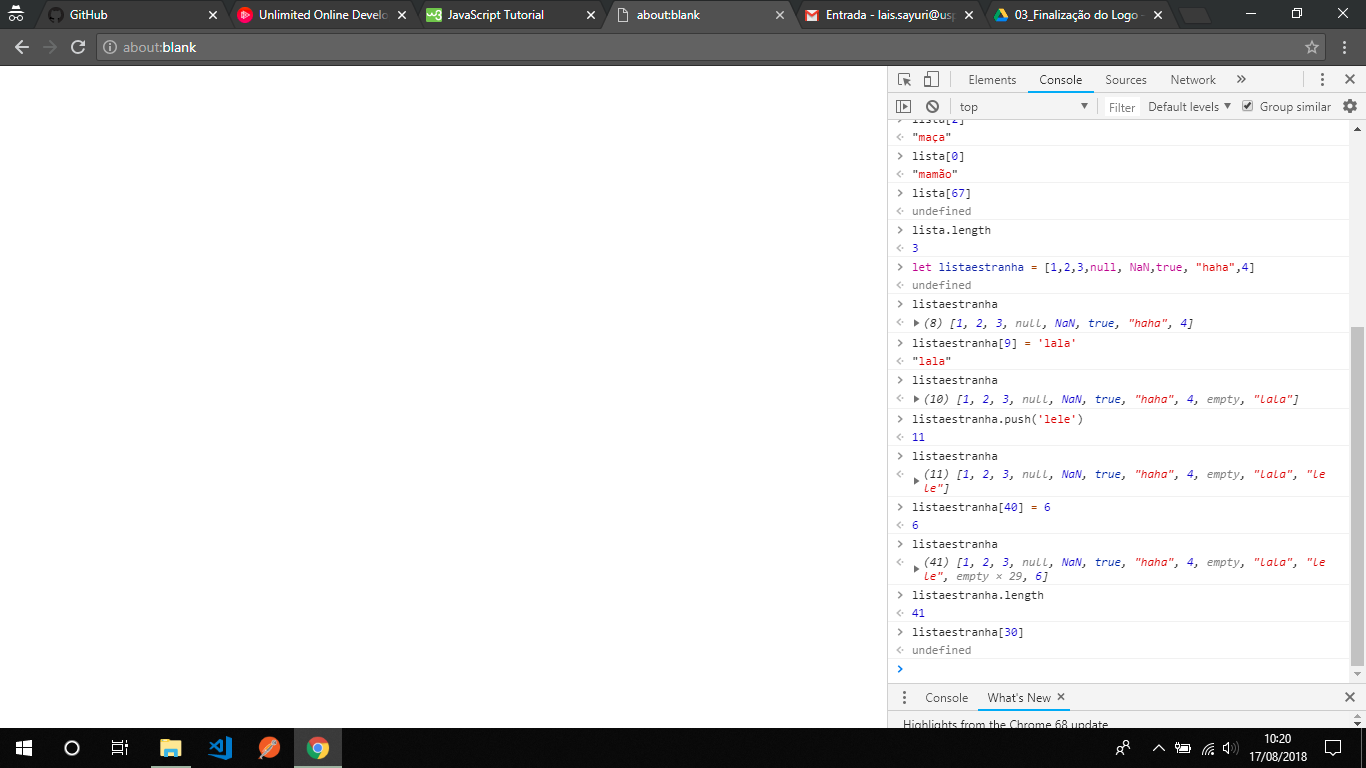 GitHub
Unlimited Online Develo
JavaScript Tutorial
about:blank
Entrada - lais.sayuri@usp
03_Finalização do Logo -
about:blank
Elements Console Sources Network
top Filter Default levels Group similar
lista[2]
"maça"
lista[0]
"mamão"
lista[67]
undefined
lista.length
3
let listaestranha = [1,2,3,null, NaN,true, "haha",4]
undefined
listaestranha
(8) [1, 2, 3, null, NaN, true, "haha", 4]
listaestranha[9] = 'lala'
"lala"
listaestranha
(10) [1, 2, 3, null, NaN, true, "haha", 4, empty, "lala"]
listaestranha.push('lele')
11
listaestranha
(11) [1, 2, 3, null, NaN, true, "haha", 4, empty, "lala", "le
le"]
listaestranha[40] = 6
6
listaestranha
(41) [1, 2, 3, null, NaN, true, "haha", 4, empty, "lala", "le
le", empty × 29, 6]
listaestranha.length
41
listaestranha[30]
undefined
Console What's New
Highlights from the Chrome 68 update
10:20
17/08/2018